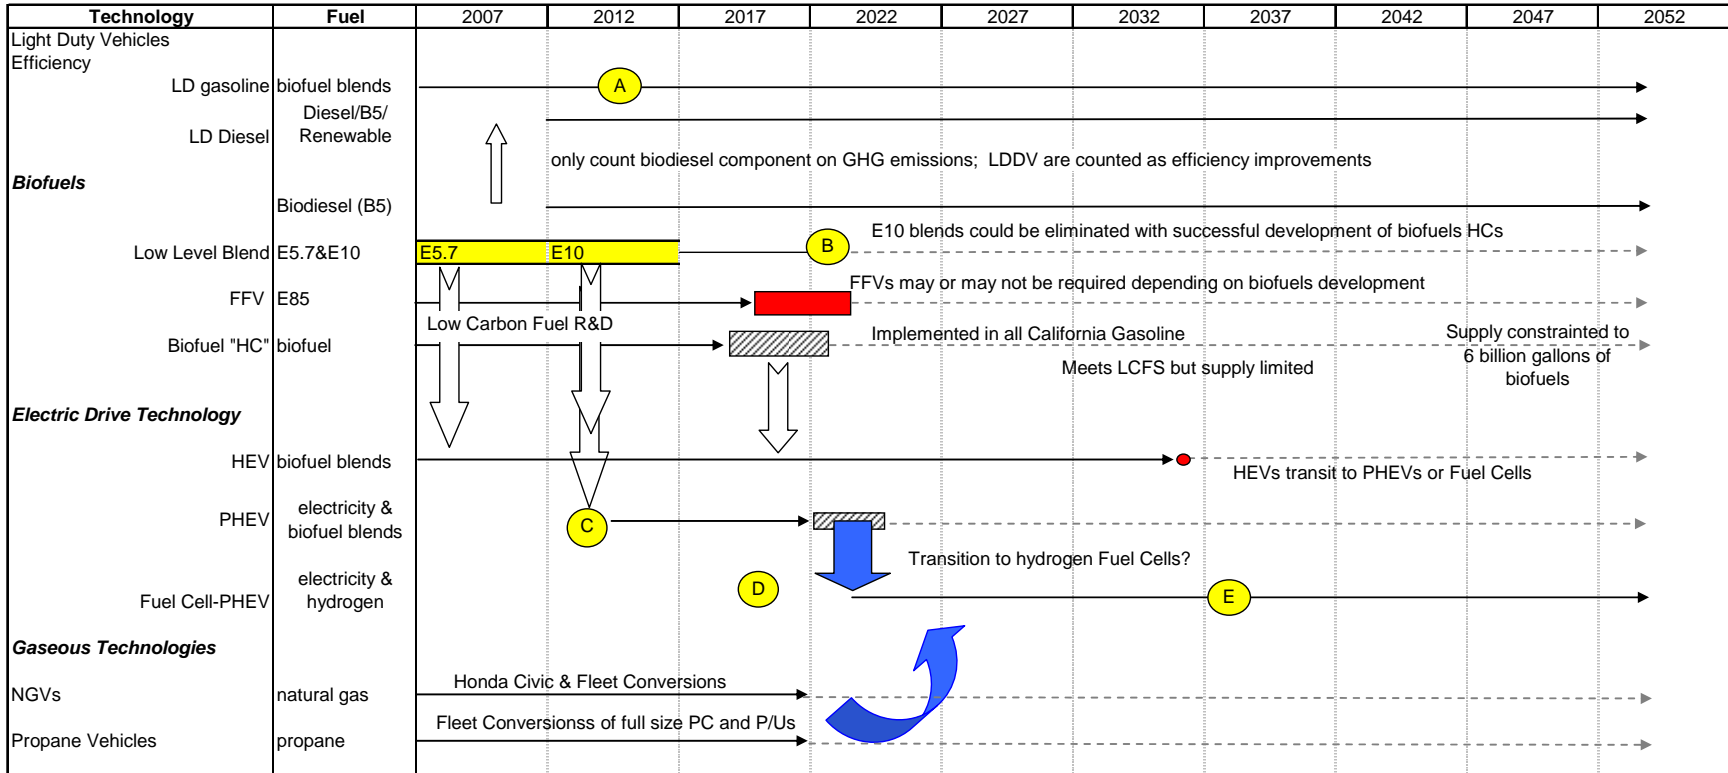 Technology Fuel 2007 2012 2017 2022 2027 2032 2037 2042 2047 2052
Light Duty Vehicles
Efficiency
LD gasoline biofuel blends A
Diesel/B5/
LD Diesel Renewable
only count biodiesel component on GHG emissions; LDDV are counted as efficiency improvements
Biofuels
Biodiesel (B5)
E10 blends could be eliminated with successful development of biofuels HCs
Low Level Blend E5.7&E10 E5.7 E10 B
FFVs may or may not be required depending on biofuels development
FFV E85
Low Carbon Fuel R&D
Implemented in all California Gasoline
Biofuel "HC" biofuel
Supply constrainted to
6 billion gallons of
biofuels
Meets LCFS but supply limited
Electric Drive Technology
HEV biofuel blends
HEVs transit to PHEVs or Fuel Cells
electricity &
PHEV biofuel blends C
Transition to hydrogen Fuel Cells?
electricity &
Fuel Cell-PHEV hydrogen D E
Gaseous Technologies
Honda Civic & Fleet Conversions
NGVs natural gas
Fleet Conversionss of full size PC and P/Us
Propane Vehicles propane